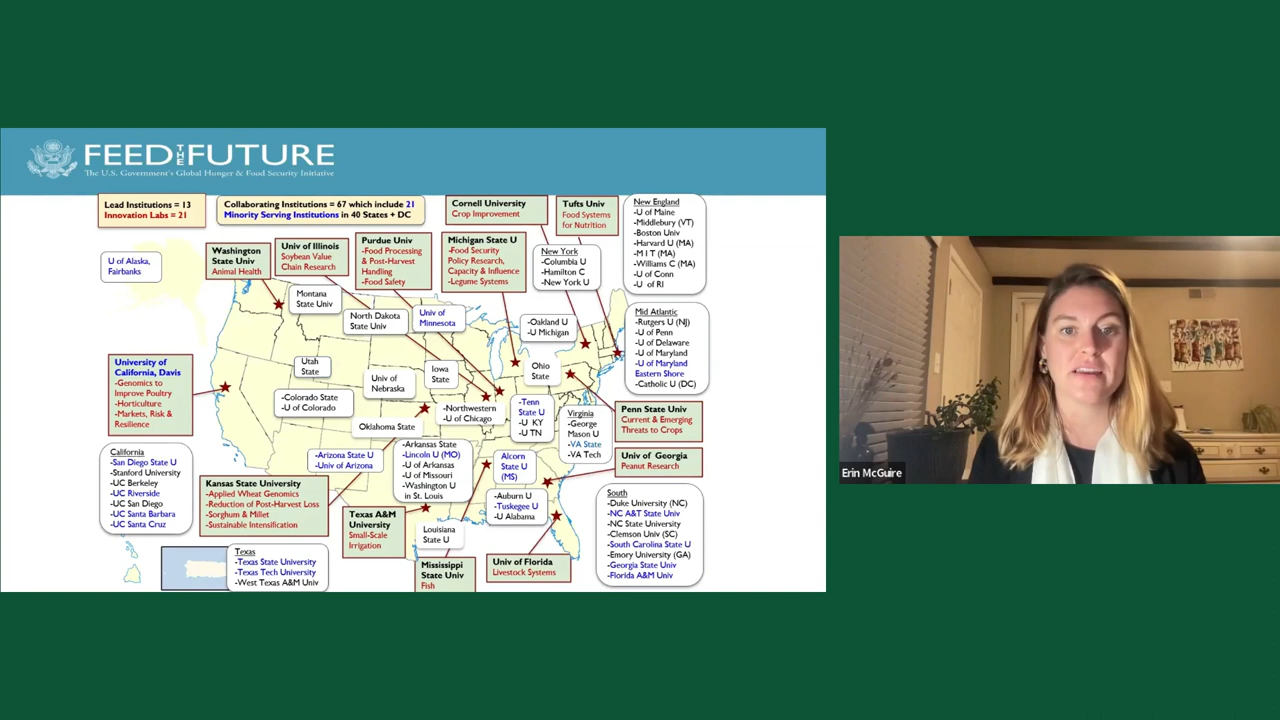 FEED THE FUTURE
The U.S. Government's Global Hunger & Food Security Initiative
Lead Institutions = 13
Innovation Labs = 21
Collaborating Institutions = 67 which include 21
Minority Serving Institutions in 40 States + DC
Cornell University
Crop Improvement
Tufts Univ
Food Systems
for Nutrition
New England
-U of Maine
-Middlebury (VT)
-Boston Univ
-Harvard U (MA)
-M I T (MA)
-Williams C (MA)
-U of Conn
-U of RI
U of Alaska,
Fairbanks
Washington
State Univ
Animal Health
Univ of Illinois
Soybean Value
Chain Research
Purdue Univ
-Food Processing
& Post-Harvest
Handling
-Food Safety
Michigan State U
-Food Security
Policy Research,
Capacity & Influence
-Legume Systems
New York
-Columbia U
-Hamilton C
-New York U
Montana
State Univ
North Dakota
State Univ
Univ of
Minnesota
-Oakland U
-U Michigan
Mid Atlantic
-Rutgers U (NJ)
-U of Penn
-U of Delaware
-U of Maryland
-U of Maryland
Eastern Shore
-Catholic U (DC)
University of
California, Davis
-Genomics to
Improve Poultry
-Horticulture
-Markets, Risk &
Resilience
Utah
State
Univ of
Nebraska
Iowa
State
Ohio
State
-Colorado State
-U of Colorado
-Northwestern
-U of Chicago
-Tenn
State U
-U KY
-U TN
Virginia
-George
Mason U
-VA State
-VA Tech
Penn State Univ
Current & Emerging
Threats to Crops
Oklahoma State
California
-San Diego State U
-Stanford University
-UC Berkeley
-UC Riverside
-UC San Diego
-UC Santa Barbara
-UC Santa Cruz
-Arizona State U
-Univ of Arizona
-Arkansas State
-Lincoln U (MO)
-U of Arkansas
-U of Missouri
-Washington U
in St. Louis
Alcorn
State U
(MS)
Univ of Georgia
Peanut Research
Kansas State University
-Applied Wheat Genomics
-Reduction of Post-Harvest Loss
-Sorghum & Millet
-Sustainable Intensification
Texas A&M
University
Small-Scale
Irrigation
-Auburn U
-Tuskegee U
-U Alabama
Louisiana
State U
South
-Duke University (NC)
-NC A&T State Univ
-NC State University
-Clemson Univ (SC)
-South Carolina State U
-Emory University (GA)
-Georgia State Univ
-Florida A&M Univ
Texas
-Texas State University
-Texas Tech University
-West Texas A&M Univ
Mississippi
State Univ
Fish
Univ of Florida
Livestock Systems
Erin McGuire